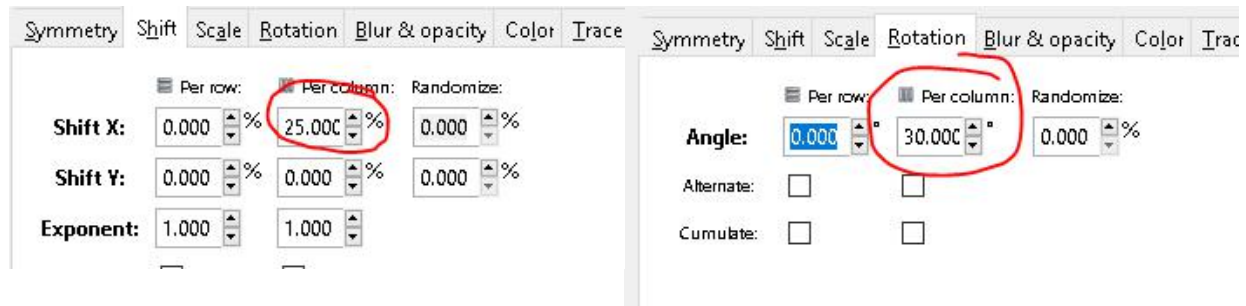 Symmetry Shift Scale Rotation Blur & opacity Color Trace
Per row: Per column: Randomize:
Shift X: 0.000 % 25.000 % 0.000 %
Shift Y: 0.000 % 0.000 % 0.000 %
Exponent: 1.000 1.000
Symmetry Shift Scale Rotation Blur & opacity Color Trac
Per row: Per column: Randomize:
Angle: 0.000 ° 30.000 ° 0.000 %
Alternate:
Cumulate: